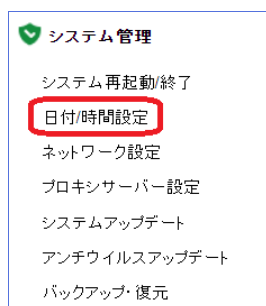 システム管理
システム再起動/終了
日付/時間設定
ネットワーク設定
プロキシサーバー設定
システムアップデート
アンチウイルスアップデート
バックアップ・復元